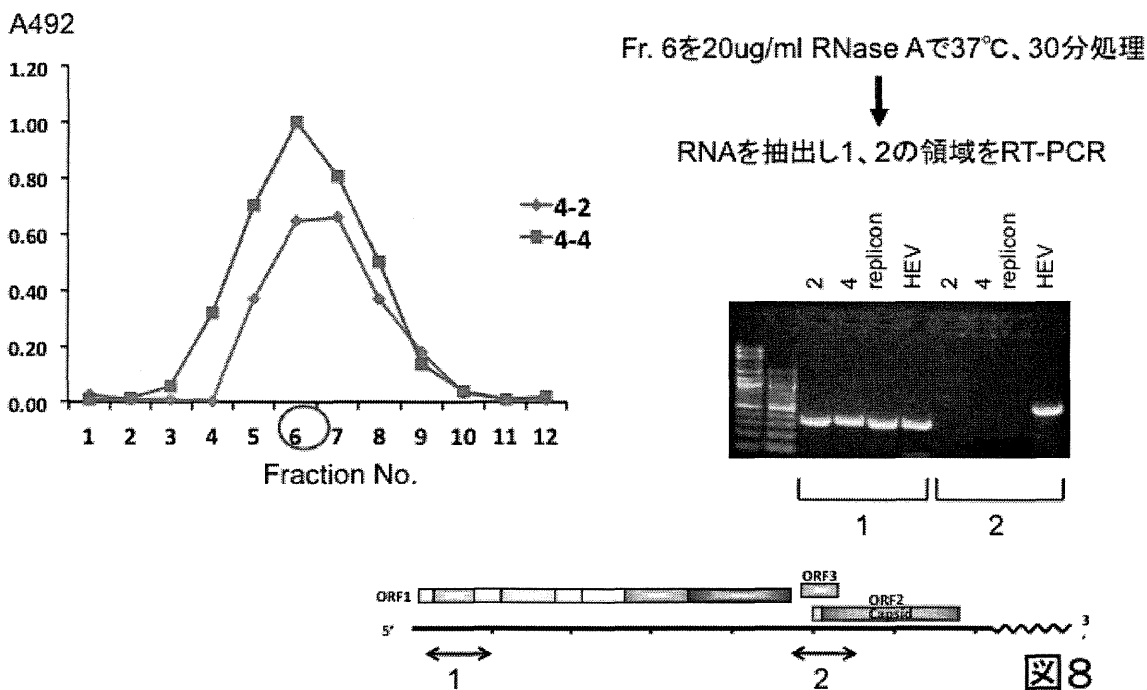 A492
1.20
1.00
0.80
0.60
0.40
0.20
0.00
1 2 3 4 5 6 7 8 9 10 11 12
Fraction No.
4-2
4-4
Fr. 6を20ug/ml RNase Aで37℃、30分処理
RNAを抽出し1、2の領域をRT-PCR
2 4 replicon HEV 2 4 replicon HEV
1 2
ORF1
ORF3
ORF2
Capsid
5’ 3’
1 2
図8